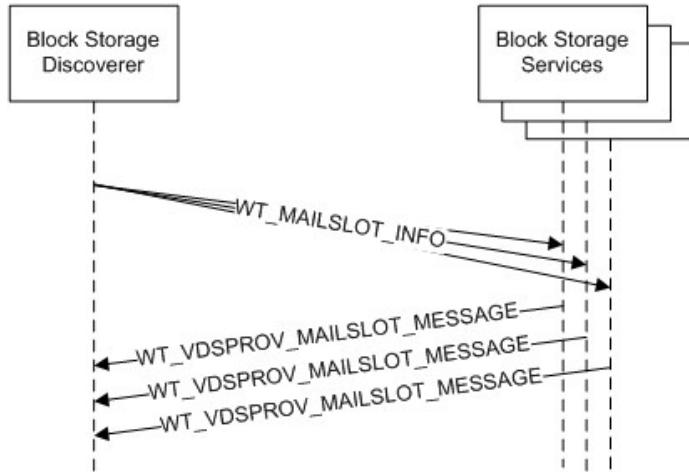 Block Storage
Discoverer
Block Storage
Services
WT_MAILSLOT_INFO
WT_VDSPROV_MAILSLOT_MESSAGE
WT_VDSPROV_MAILSLOT_MESSAGE
WT_VDSPROV_MAILSLOT_MESSAGE